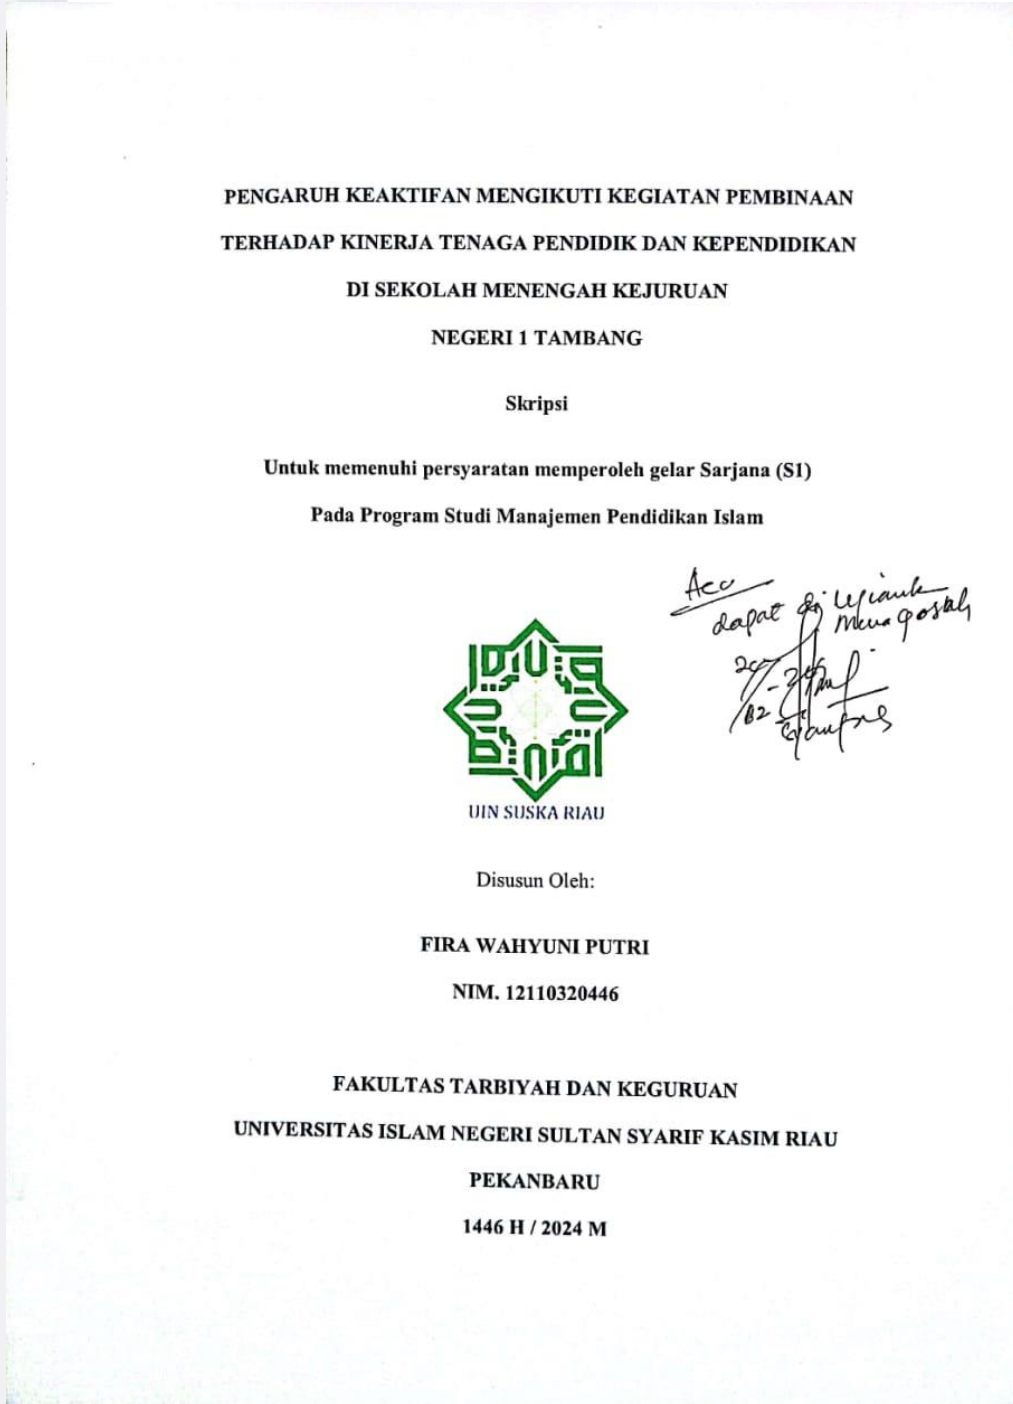 PENGARUH KEAKTIFAN MENGIKUTI KEGIATAN PEMBINAAN
TERHADAP KINERJA TENAGA PENDIDIK DAN KEPENDIDIKAN
DI SEKOLAH MENENGAH KEJURUAN
NEGERI 1 TAMBANG
Skripsi
Untuk memenuhi persyaratan memperoleh gelar Sarjana (S1)
Pada Program Studi Manajemen Pendidikan Islam
Acc
dapat di
UIN SUSKA RIAU
Disusun Oleh:
FIRA WAHYUNI PUTRI
NIM. 12110320446
FAKULTAS TARBIYAH DAN KEGURUAN
UNIVERSITAS ISLAM NEGERI SULTAN SYARIF KASIM RIAU
PEKANBARU
1446 H / 2024 M